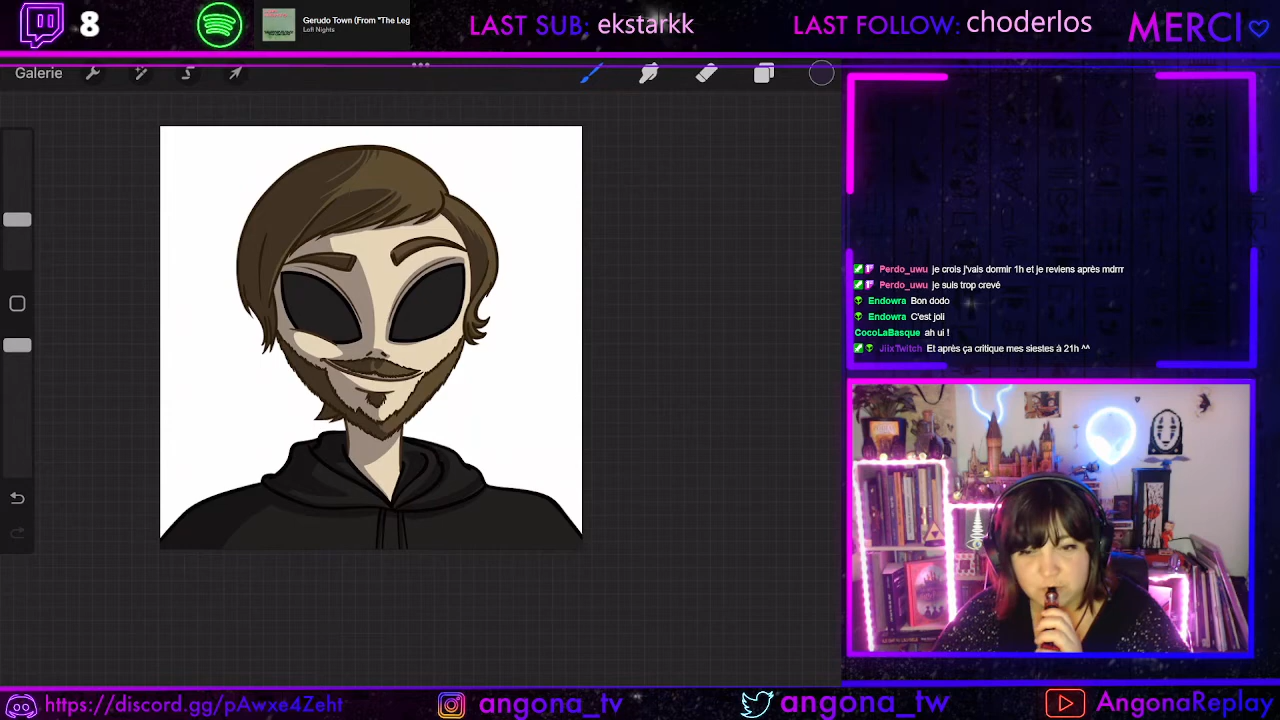 8
Gerudo Town (From "The Leg
Lofi Nights
LAST SUB: ekstarkk
LAST FOLLOW: choderlos
MERCI
Galerie
Perdo_uwu je crois j'vais dormir 1h et je reviens après mdrrr
Perdo_uwu je suis trop crevé
Endowra Bon dodo
Endowra C'est joli
CocoLaBasque ah ui !
JiixTwitch Et après ça critique mes siestes à 21h ^^
https://discord.gg/pAwxe4Zeht
angona_tv
angona_tw
AngonaReplay